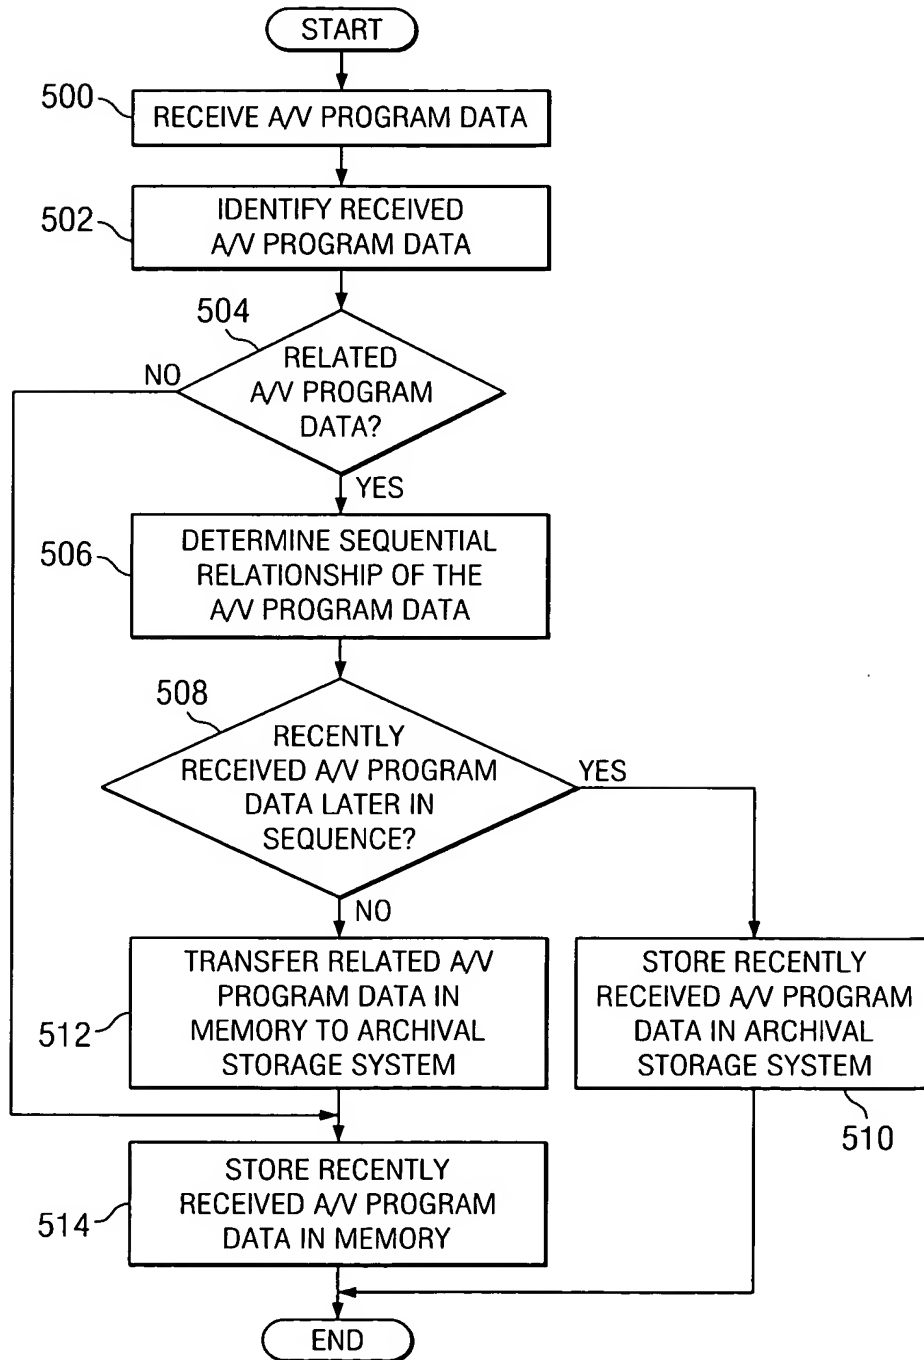 START
500
RECEIVE A/V PROGRAM DATA
502
IDENTIFY RECEIVED
A/V PROGRAM DATA
504
RELATED
A/V PROGRAM
DATA?
NO
YES
506
DETERMINE SEQUENTIAL
RELATIONSHIP OF THE
A/V PROGRAM DATA
508
RECENTLY
RECEIVED A/V PROGRAM
DATA LATER IN
SEQUENCE?
YES
NO
512
TRANSFER RELATED A/V
PROGRAM DATA IN
MEMORY TO ARCHIVAL
STORAGE SYSTEM
STORE RECENTLY
RECEIVED A/V PROGRAM
DATA IN ARCHIVAL
STORAGE SYSTEM
510
514
STORE RECENTLY
RECEIVED A/V PROGRAM
DATA IN MEMORY
END